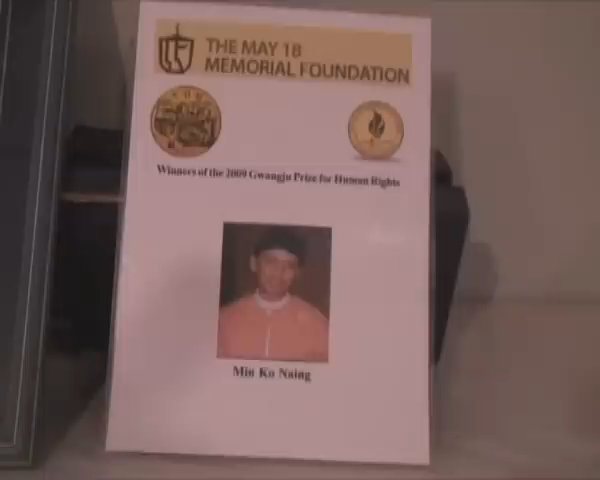 THE MAY 18
MEMORIAL FOUNDATION
Winners of the 2009 Gwangju Prize for Human Rights
Min Ko Naing